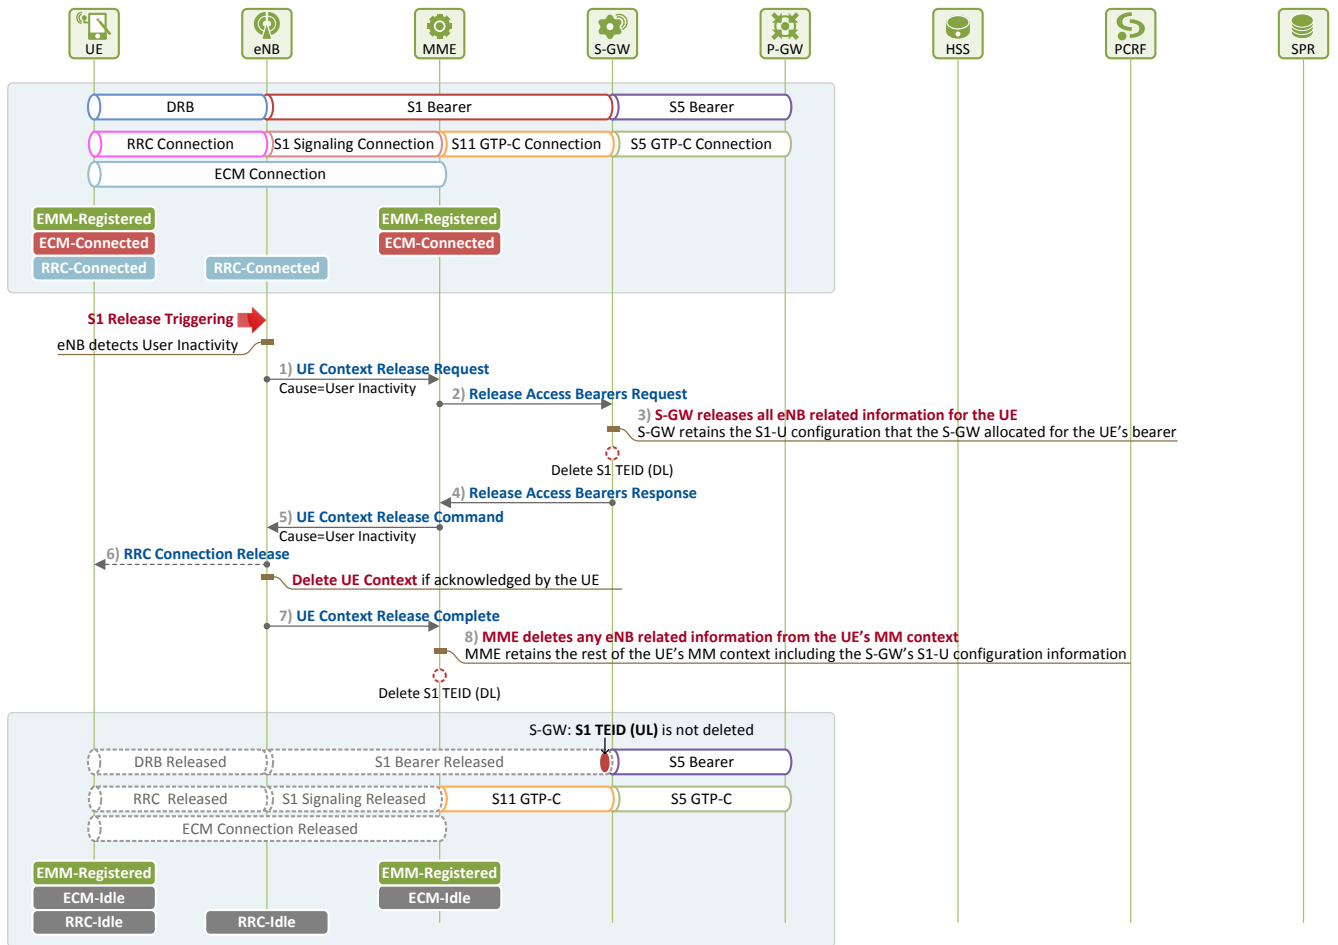 UE eNB MME S-GW P-GW HSS PCRF SPR
DRB S1 Bearer S5 Bearer
RRC Connection S1 Signaling Connection S11 GTP-C Connection S5 GTP-C Connection
ECM Connection
EMM-Registered EMM-Registered
ECM-Connected ECM-Connected
RRC-Connected RRC-Connected
S1 Release Triggering
eNB detects User Inactivity
1) UE Context Release Request
Cause=User Inactivity
2) Release Access Bearers Request
3) S-GW releases all eNB related information for the UE
S-GW retains the S1-U configuration that the S-GW allocated for the UE's bearer
Delete S1 TEID (DL)
4) Release Access Bearers Response
5) UE Context Release Command
Cause=User Inactivity
6) RRC Connection Release
Delete UE Context if acknowledged by the UE
7) UE Context Release Complete
8) MME deletes any eNB related information from the UE's MM context
MME retains the rest of the UE's MM context including the S-GW's S1-U configuration information
Delete S1 TEID (DL)
S-GW: S1 TEID (UL) is not deleted
DRB Released S1 Bearer Released S5 Bearer
RRC Released S1 Signaling Released S11 GTP-C S5 GTP-C
ECM Connection Released
EMM-Registered EMM-Registered
ECM-Idle ECM-Idle
RRC-Idle RRC-Idle